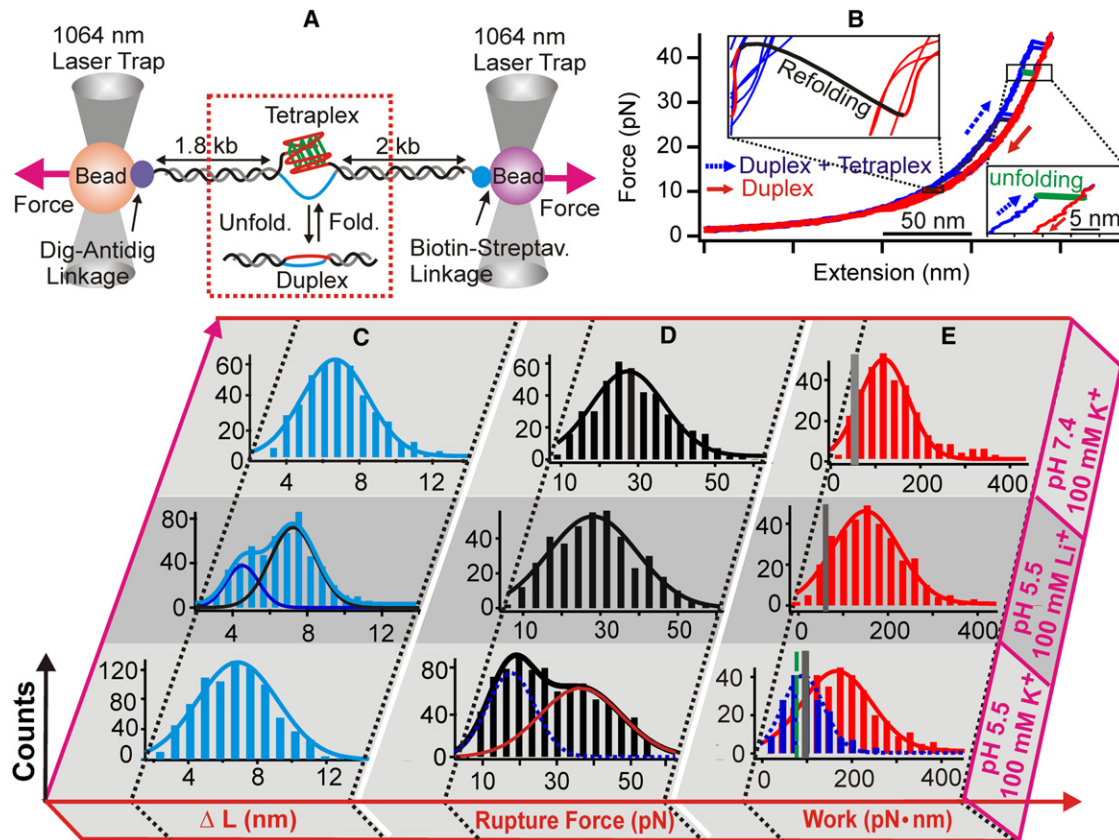 A
1064 nm
Laser Trap
1064 nm
Laser Trap
Tetraplex
1.8 kb
2 kb
Bead
Bead
Force
Force
Unfold.
Fold.
Dig-Antidig
Linkage
Duplex
Biotin-Streptav.
Linkage
B
Force (pN)
40
30
20
10
0
Refolding
Duplex + Tetraplex
Duplex
unfolding
5 nm
50 nm
Extension (nm)
C
D
E
60
40
20
0
4 8 12
60
40
20
0
10 30 50
40
20
0
0 200 400
pH 7.4
100 mM K+
80
40
0
4 8 12
40
20
0
10 30 50
40
20
0
0 200 400
pH 5.5
100 mM Li+
120
80
40
0
4 8 12
80
40
0
10 30 50
40
20
0
0 200 400
pH 5.5
100 mM K+
Counts
Δ L (nm)
Rupture Force (pN)
Work (pN•nm)